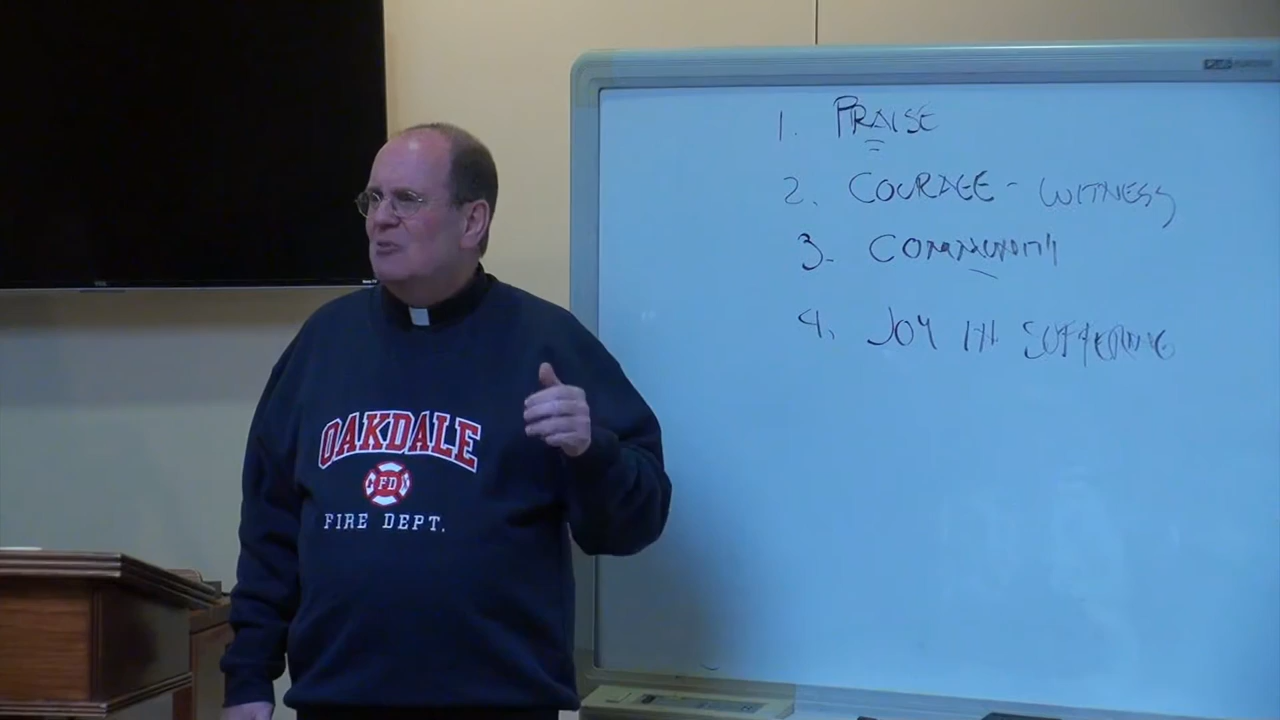 1. PRAISE
2. COURAGE - WITNESS
3. COMMUNITY
4. JOY IN SUFFERING
OAKDALE
FD
FIRE DEPT.